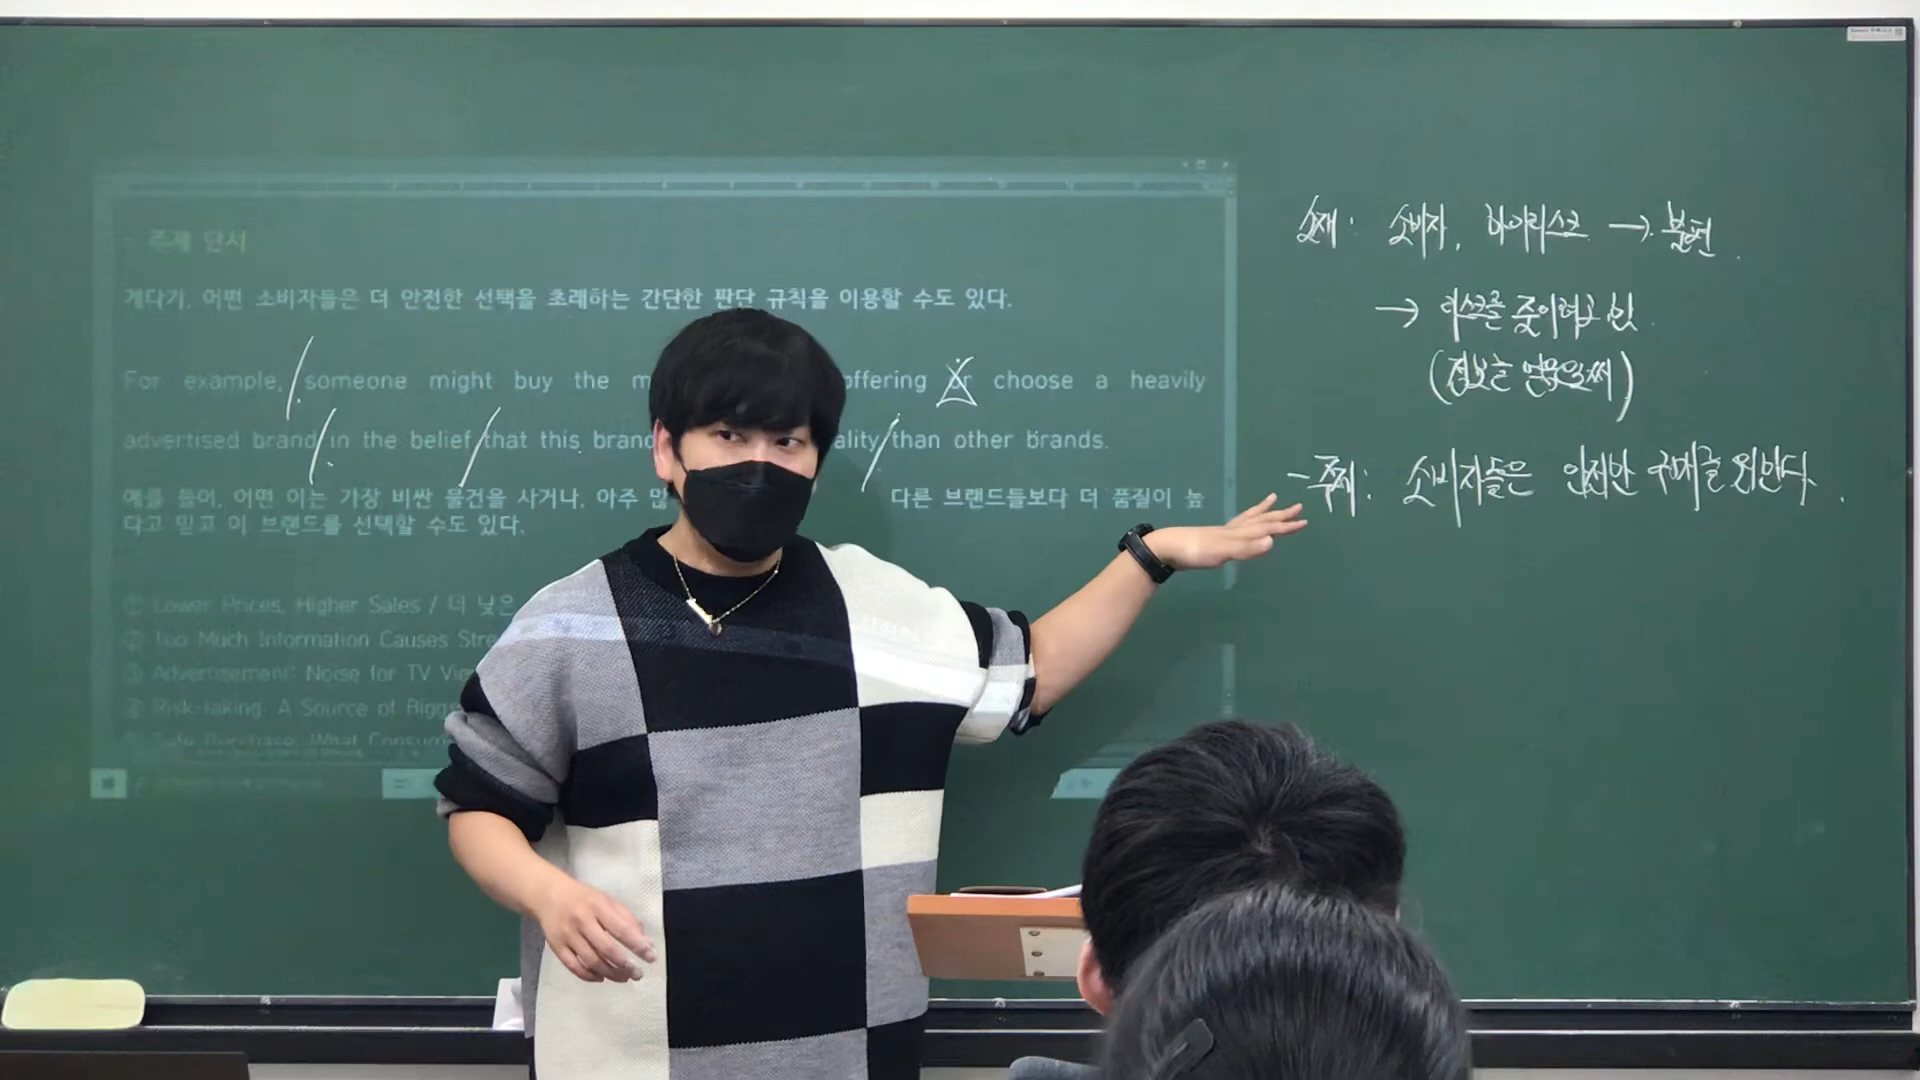 주제 단서
게다가, 어떤 소비자들은 더 안전한 선택을 초래하는 간단한 판단 규칙을 이용할 수도 있다.
For example, someone might buy the m offering or choose a heavily
advertised brand in the belief that this brand ality than other brands.
예를 들어, 어떤 이는 가장 비싼 물건을 사거나, 아주 많 다른 브랜드들보다 더 품질이 높
다고 믿고 이 브랜드를 선택할 수도 있다.
① Lower Prices, Higher Sales / 더 낮은
② Too Much Information Causes Stre
③ Advertisement: Noise for TV Vie
④ Risk-taking: A Source of Bigg
⑤ Safe Purchase: What Consum
소재: 소비자, 하이리스크 → 불편.
→ 리스크를 줄이려고 함
(정보를 얻음으로써)
- 주제: 소비자들은 안전한 구매를 원한다.